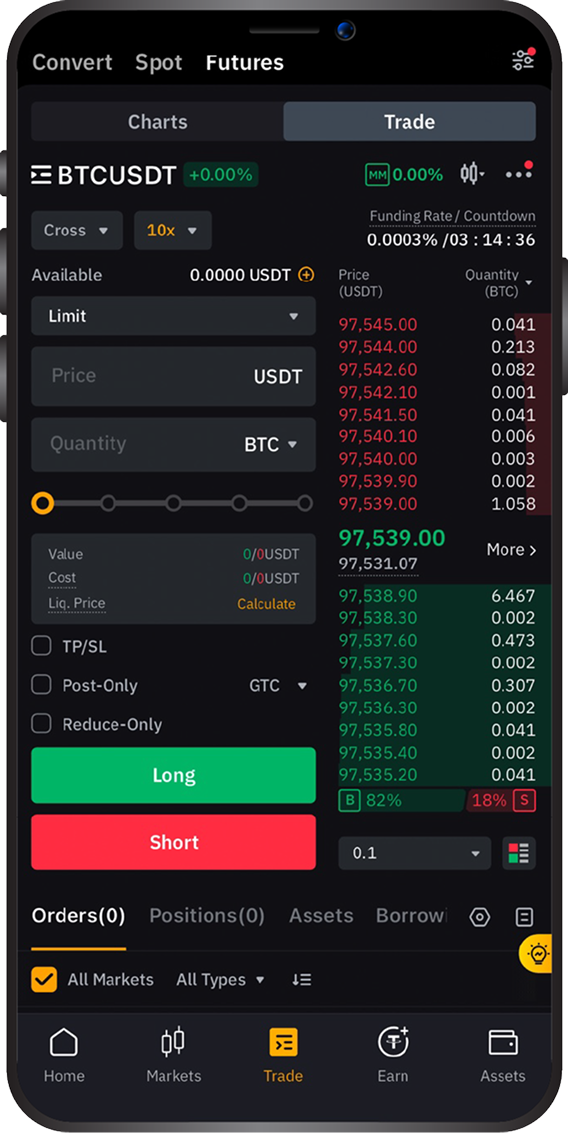 Convert Spot Futures
Charts Trade
BTCUSDT +0.00% MM 0.00%
Cross 10x
Funding Rate / Countdown
0.0003% /03 : 14 : 36
Available 0.0000 USDT
Limit
Price USDT
Quantity BTC
Value 0/0USDT
Cost 0/0USDT
Liq. Price Calculate
TP/SL
Post-Only GTC
Reduce-Only
Long
Short
Price (USDT) Quantity (BTC)
97,545.00 0.041
97,544.00 0.213
97,542.60 0.082
97,542.10 0.001
97,541.50 0.041
97,540.10 0.006
97,540.00 0.003
97,539.90 0.002
97,539.00 1.058
97,539.00
97,531.07
More
97,538.90 6.467
97,538.30 0.002
97,537.60 0.473
97,537.30 0.002
97,536.70 0.307
97,536.30 0.002
97,535.80 0.041
97,535.40 0.002
97,535.20 0.041
B 82% 18% S
0.1
Orders(0) Positions(0) Assets Borrowi
All Markets All Types
Home Markets Trade Earn Assets